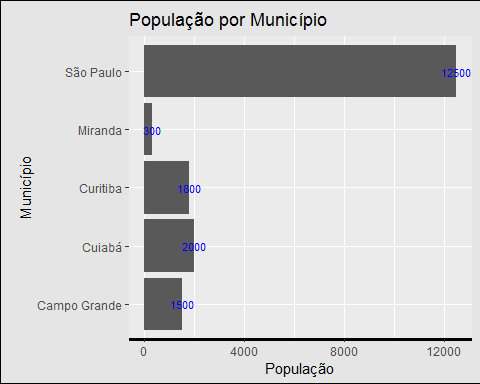 População por Município
São Paulo
12500
Miranda
300
Curitiba
1800
Cuiabá
2000
Campo Grande
1500
Município
0
4000
8000
12000
População